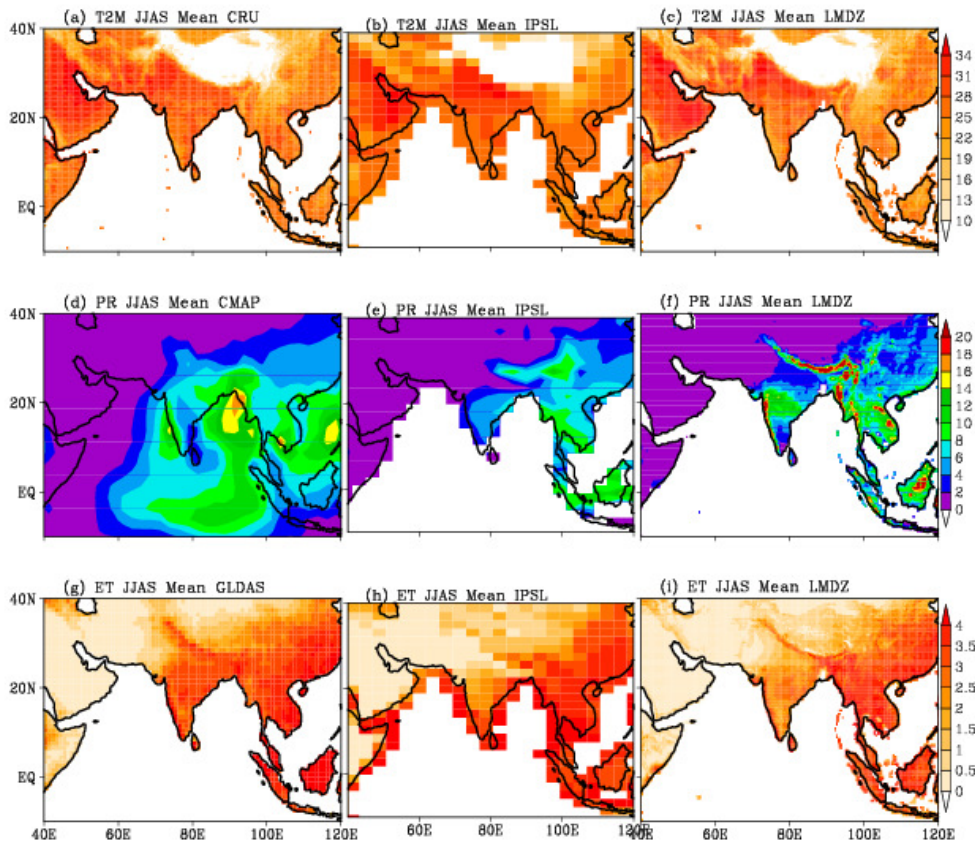 (a) T2M JJAS Mean CRU
(b) T2M JJAS Mean IPSL
(c) T2M JJAS Mean LMDZ
40N
20N
EQ
34
31
28
25
22
19
16
13
10
(d) PR JJAS Mean CMAP
(e) PR JJAS Mean IPSL
(f) PR JJAS Mean LMDZ
40N
20N
EQ
20
18
16
14
12
10
8
6
4
2
0
(g) ET JJAS Mean GLDAS
(h) ET JJAS Mean IPSL
(i) ET JJAS Mean LMDZ
40N
20N
EQ
4
3.5
3
2.5
2
1.5
1
0.5
0
40E 60E 80E 100E 60E 80E 100E 60E 80E 100E 120E